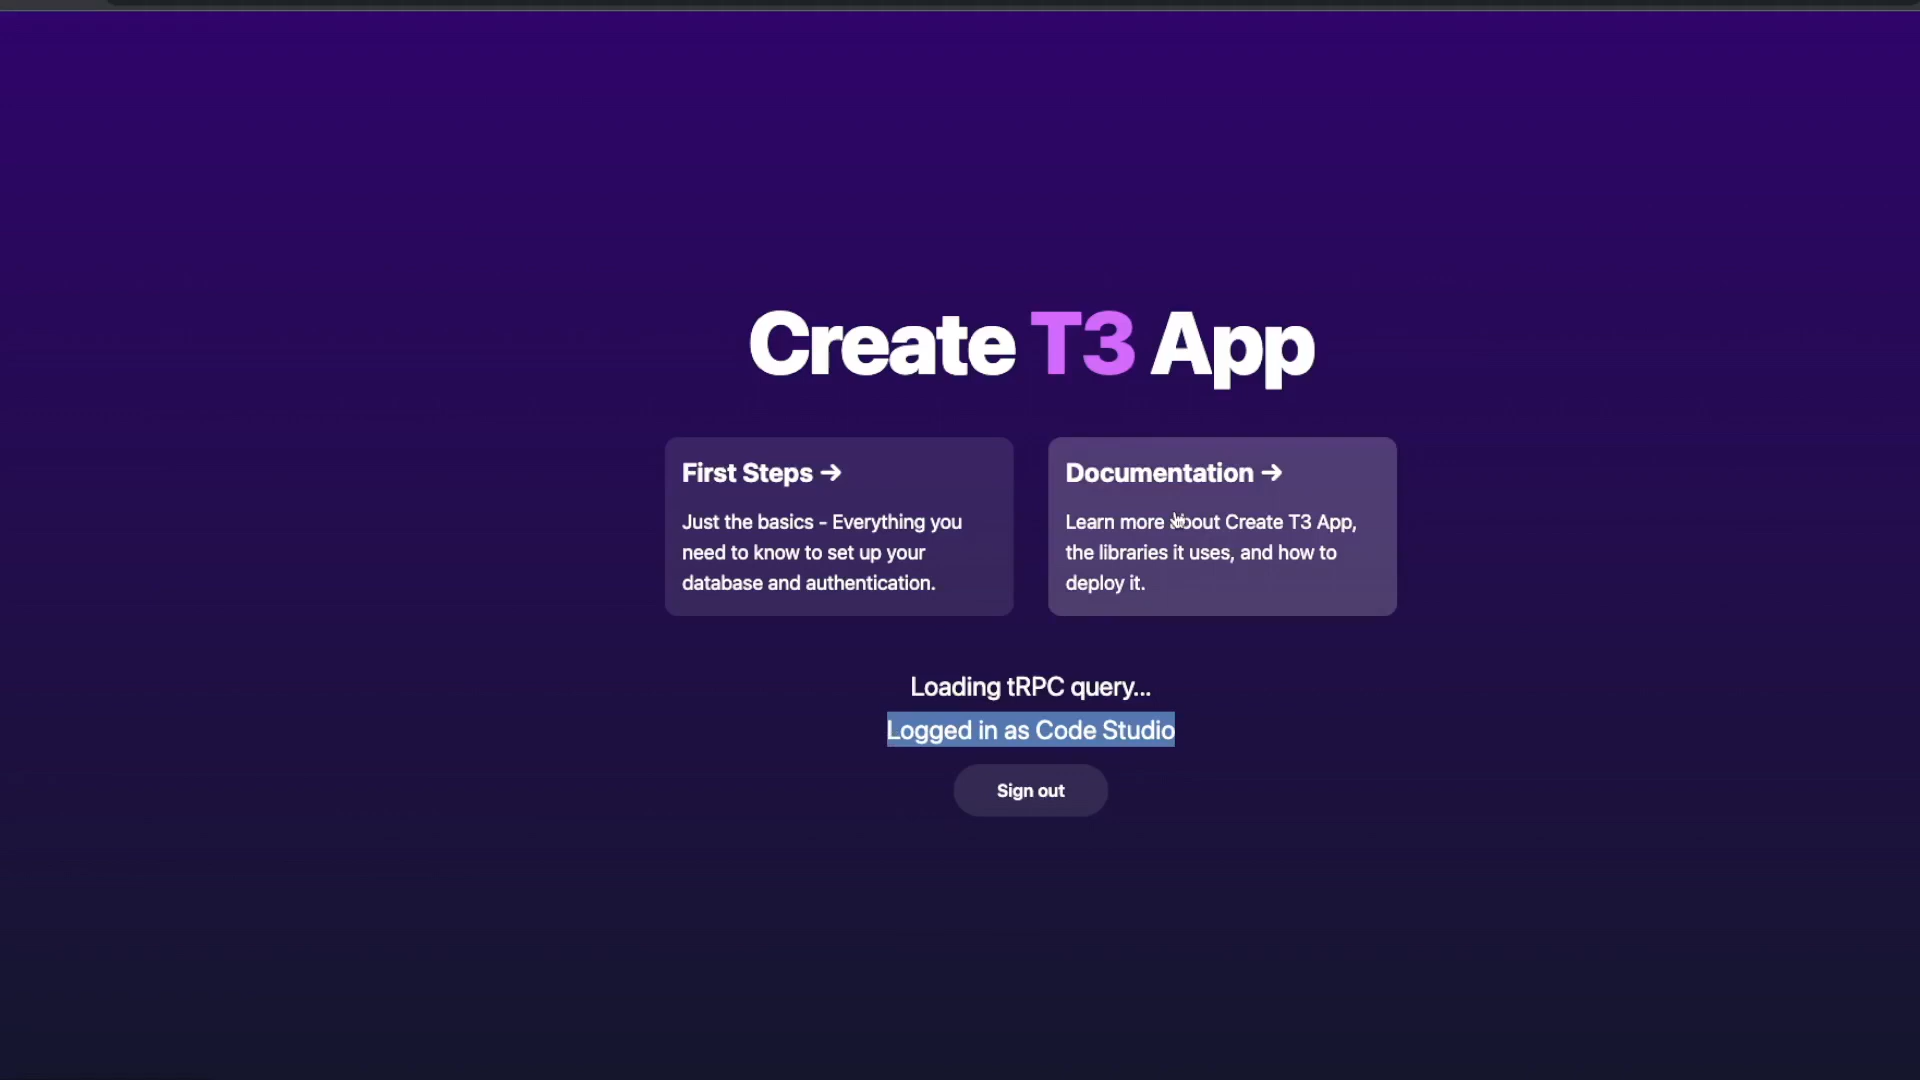 Create T3 App
First Steps →
Just the basics - Everything you
need to know to set up your
database and authentication.
Documentation →
Learn more about Create T3 App,
the libraries it uses, and how to
deploy it.
Loading tRPC query...
Logged in as Code Studio
Sign out